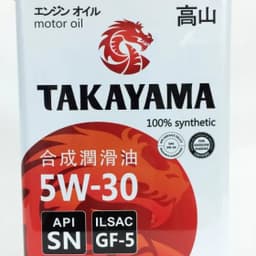 エンジン オイル
motor oil
高山
TAKAYAMA
100% synthetic
合成潤滑油
5W-30
API
SN
ILSAC
GF-5